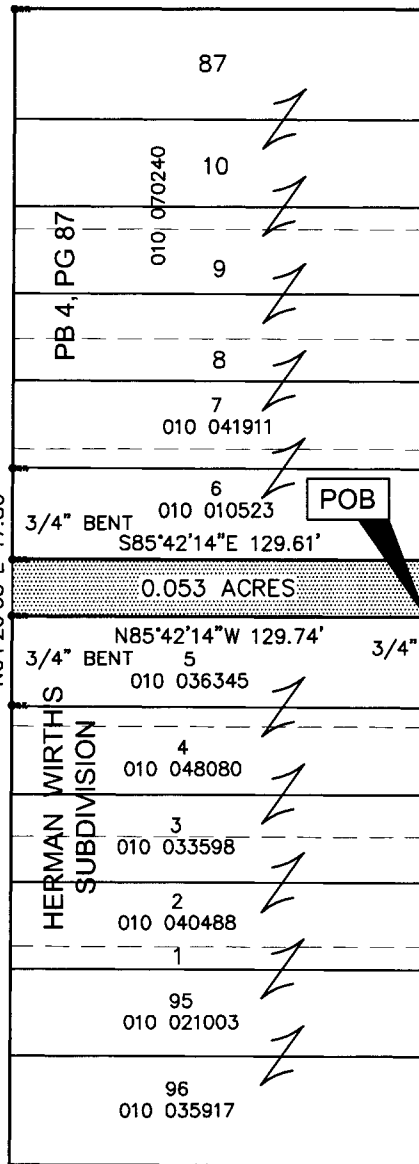 87
10
010 070240
PB 4, PG 87
9
8
7
010 041911
6
010 010523
3/4" BENT
S85°42'14"E 129.61'
POB
0.053 ACRES
N85°42'14"W 129.74'
3/4" BENT
3/4"
5
010 036345
HERMAN WIRTH'S
SUBDIVISION
4
010 048080
3
010 033598
2
010 040488
1
95
010 021003
96
010 035917